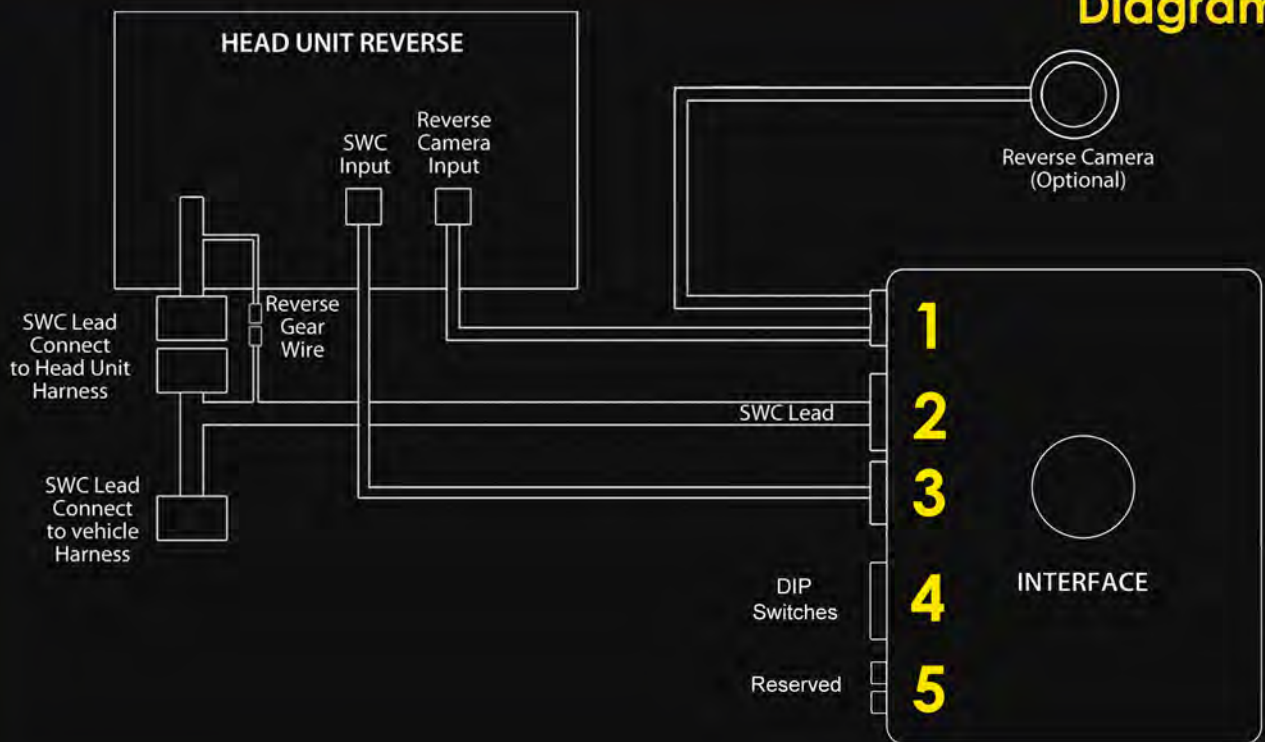 Diagram
HEAD UNIT REVERSE
SWC
Input
Reverse
Camera
Input
Reverse Camera
(Optional)
SWC Lead
Connect
to Head Unit
Harness
Reverse
Gear
Wire
1
SWC Lead
2
3
SWC Lead
Connect
to vehicle
Harness
DIP
Switches
4
INTERFACE
Reserved
5